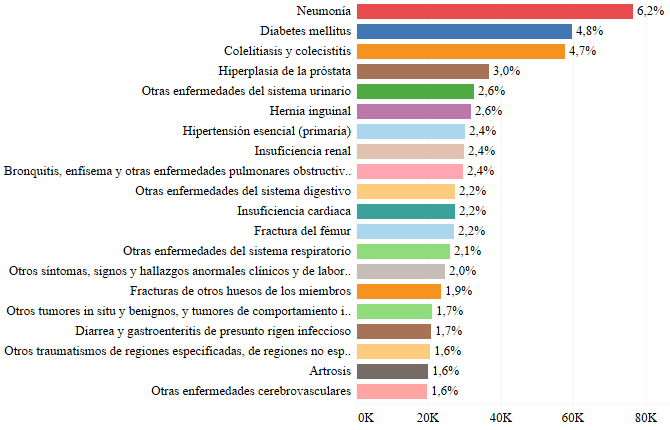 Neumonía 6,2%
Diabetes mellitus 4,8%
Colelitiasis y colecistitis 4,7%
Hiperplasia de la próstata 3,0%
Otras enfermedades del sistema urinario 2,6%
Hernia inguinal 2,6%
Hipertensión esencial (primaria) 2,4%
Insuficiencia renal 2,4%
Bronquitis, enfisema y otras enfermedades pulmonares obstructiv.. 2,4%
Otras enfermedades del sistema digestivo 2,2%
Insuficiencia cardíaca 2,2%
Fractura del fémur 2,2%
Otras enfermedades del sistema respiratorio 2,1%
Otros síntomas, signos y hallazgos anormales clínicos y de labor.. 2,0%
Fracturas de otros huesos de los miembros 1,9%
Otros tumores in situ y benignos, y tumores de comportamiento i.. 1,7%
Diarrea y gastroenteritis de presunto rigen infeccioso 1,7%
Otros traumatismos de regiones especificadas, de regiones no esp.. 1,6%
Artrosis 1,6%
Otras enfermedades cerebrovasculares 1,6%
0K 20K 40K 60K 80K